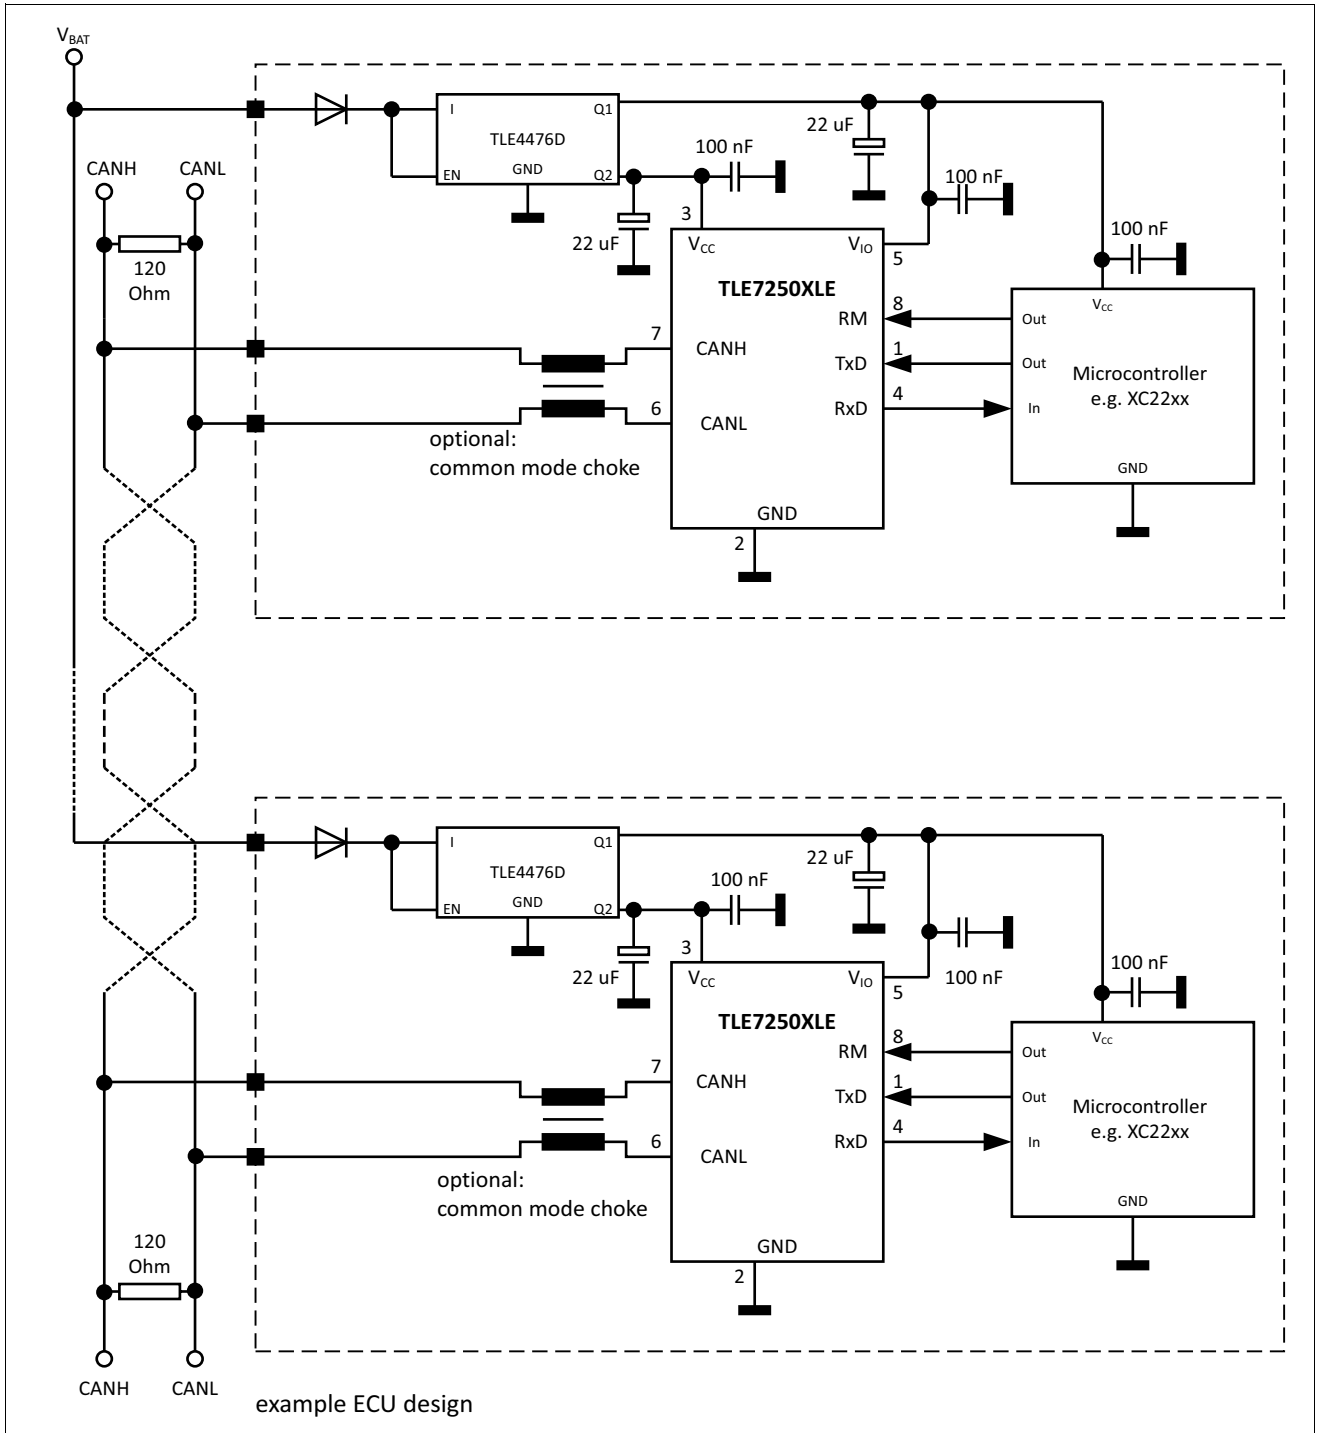 VBAT
CANH
CANL
120
Ohm
I
Q1
TLE4476D
EN
GND
Q2
22 uF
100 nF
22 uF
100 nF
100 nF
3
VCC
VIO
5
TLE7250XLE
7
CANH
6
CANL
RM
8
TxD
1
RxD
4
GND
2
VCC
Out
Out
In
Microcontroller
e.g. XC22xx
GND
optional:
common mode choke
I
Q1
TLE4476D
EN
GND
Q2
22 uF
100 nF
22 uF
100 nF
100 nF
3
VCC
VIO
5
TLE7250XLE
7
CANH
6
CANL
RM
8
TxD
1
RxD
4
GND
2
VCC
Out
Out
In
Microcontroller
e.g. XC22xx
GND
optional:
common mode choke
120
Ohm
CANH
CANL
example ECU design